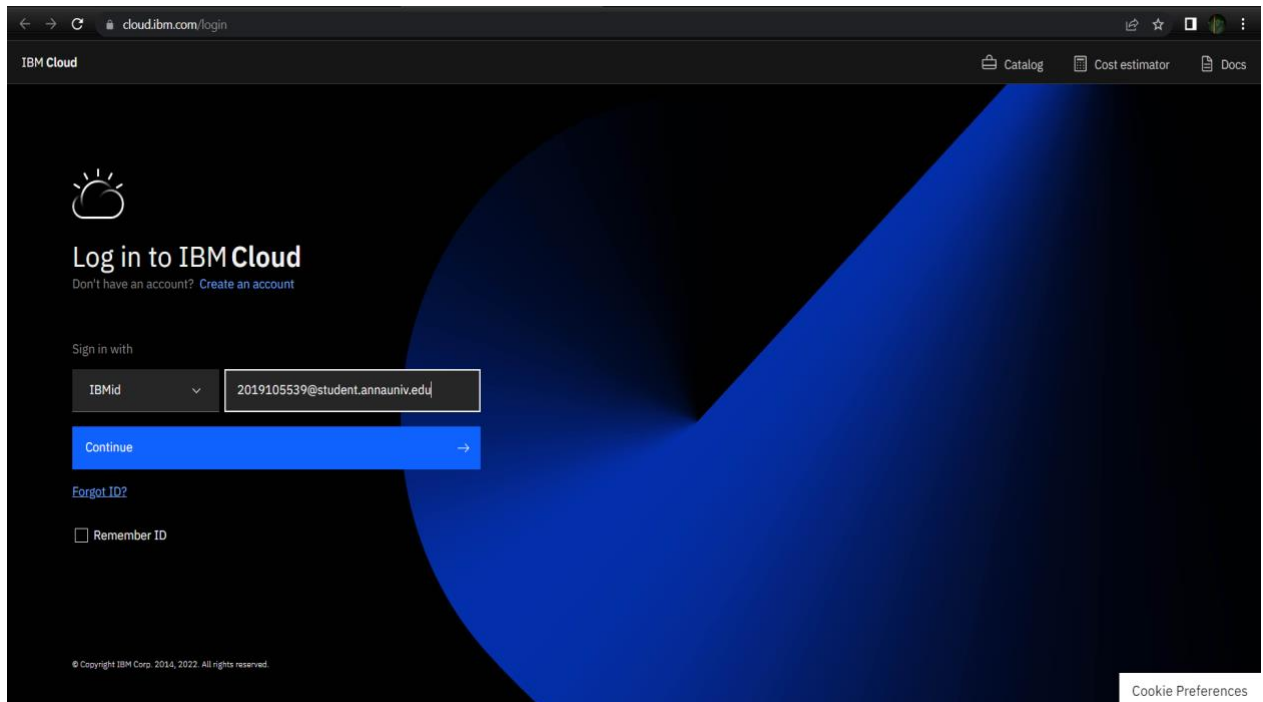 cloud.ibm.com/login
IBM Cloud
Catalog
Cost estimator
Docs
Log in to IBM Cloud
Don't have an account? Create an account
Sign in with
IBMid
2019105539@student.annauniv.edu
Continue
Forgot ID?
Remember ID
© Copyright IBM Corp. 2014, 2022. All rights reserved.
Cookie Preferences